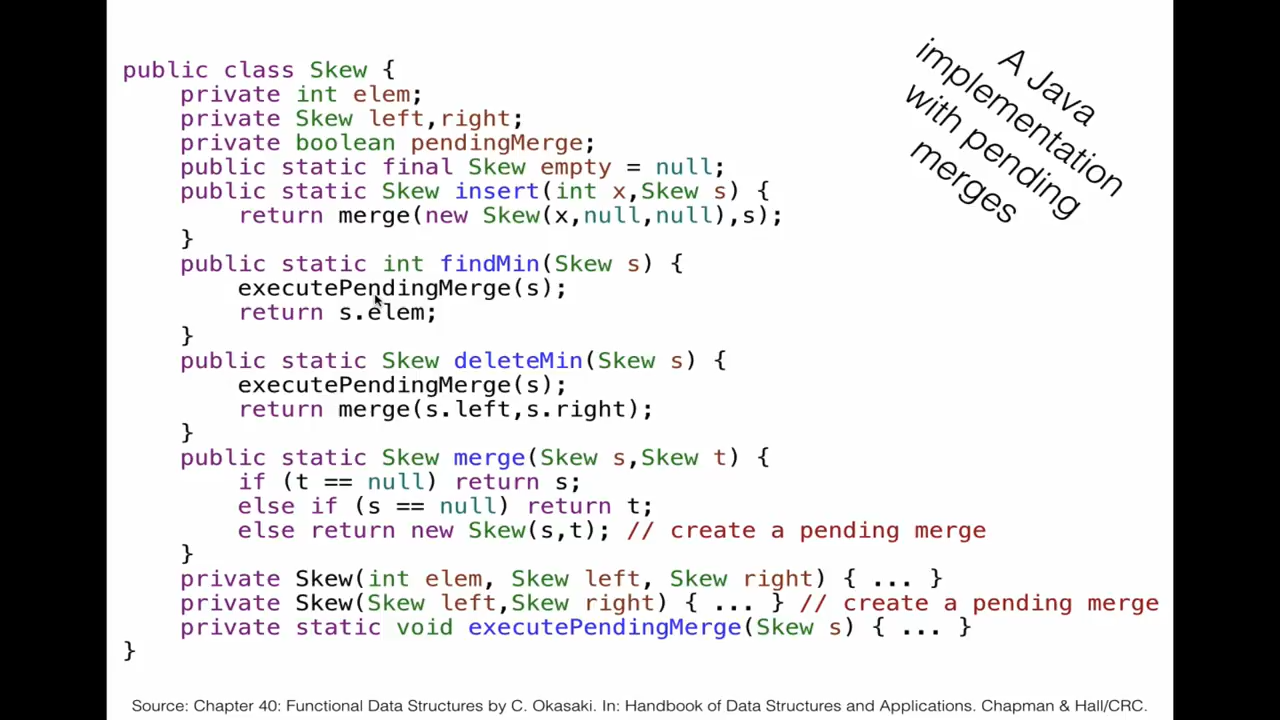 public class Skew {
    private int elem;
    private Skew left,right;
    private boolean pendingMerge;
    public static final Skew empty = null;
    public static Skew insert(int x,Skew s) {
        return merge(new Skew(x,null,null),s);
    }
    public static int findMin(Skew s) {
        executePendingMerge(s);
        return s.elem;
    }
    public static Skew deleteMin(Skew s) {
        executePendingMerge(s);
        return merge(s.left,s.right);
    }
    public static Skew merge(Skew s,Skew t) {
        if (t == null) return s;
        else if (s == null) return t;
        else return new Skew(s,t); // create a pending merge
    }
    private Skew(int elem, Skew left, Skew right) { ... }
    private Skew(Skew left,Skew right) { ... } // create a pending merge
    private static void executePendingMerge(Skew s) { ... }
}
A Java
implementation
with pending
merges
Source: Chapter 40: Functional Data Structures by C. Okasaki. In: Handbook of Data Structures and Applications. Chapman & Hall/CRC.